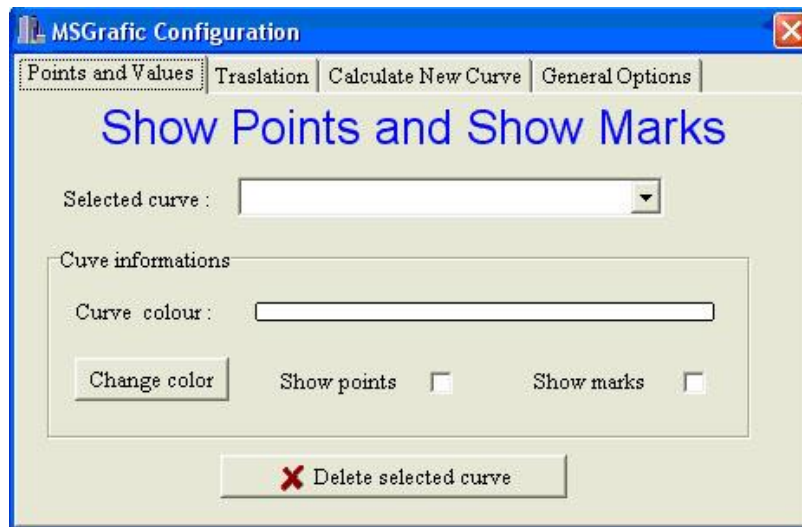 MSGrafic Configuration
Points and Values Traslation Calculate New Curve General Options
Show Points and Show Marks
Selected curve :
Cuve informations
Curve colour :
Change color Show points Show marks
Delete selected curve